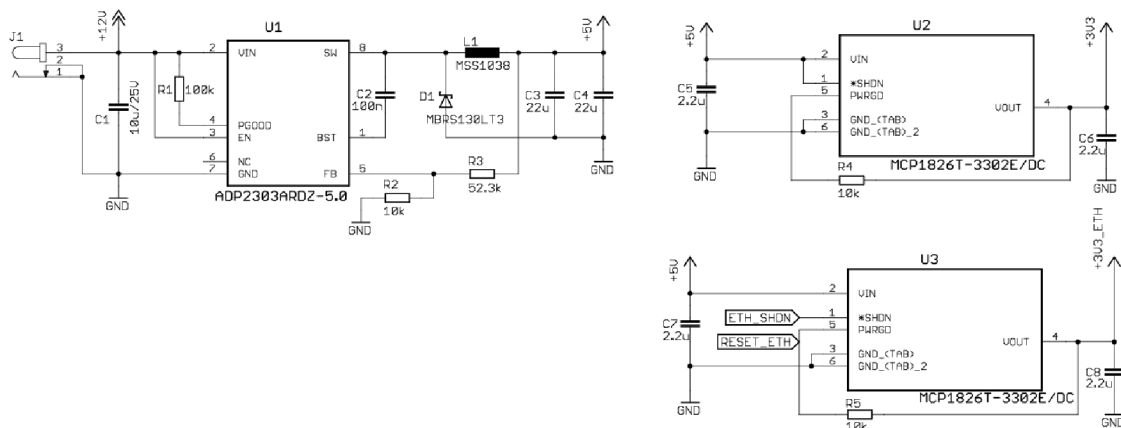 U1
J1
3
2
1
+12V
C1
10u/25V
R1
100k
2
VIN
4
PGOOD
3
EN
6
NC
7
GND
SW
8
BST
1
FB
5
ADP2303ARDZ-5.0
GND
C2
100n
L1
MSS1038
D1
MBRS130LT3
R3
52.3k
R2
10k
GND
C3
22u
C4
22u
+5V
GND
U2
+5V
C5
2.2u
GND
2
VIN
1
*SHDN
5
PWRGD
3
GND_(TAB)
6
GND_(TAB)_2
VOUT
4
MCP1826T-3302E/DC
R4
10k
+3V3
C6
2.2u
GND
U3
+5V
C7
2.2u
GND
ETH_SHDN
RESET_ETH
2
VIN
1
*SHDN
5
PWRGD
3
GND_(TAB)
6
GND_(TAB)_2
VOUT
4
MCP1826T-3302E/DC
R5
10k
+3V3_ETH
C8
2.2u
GND